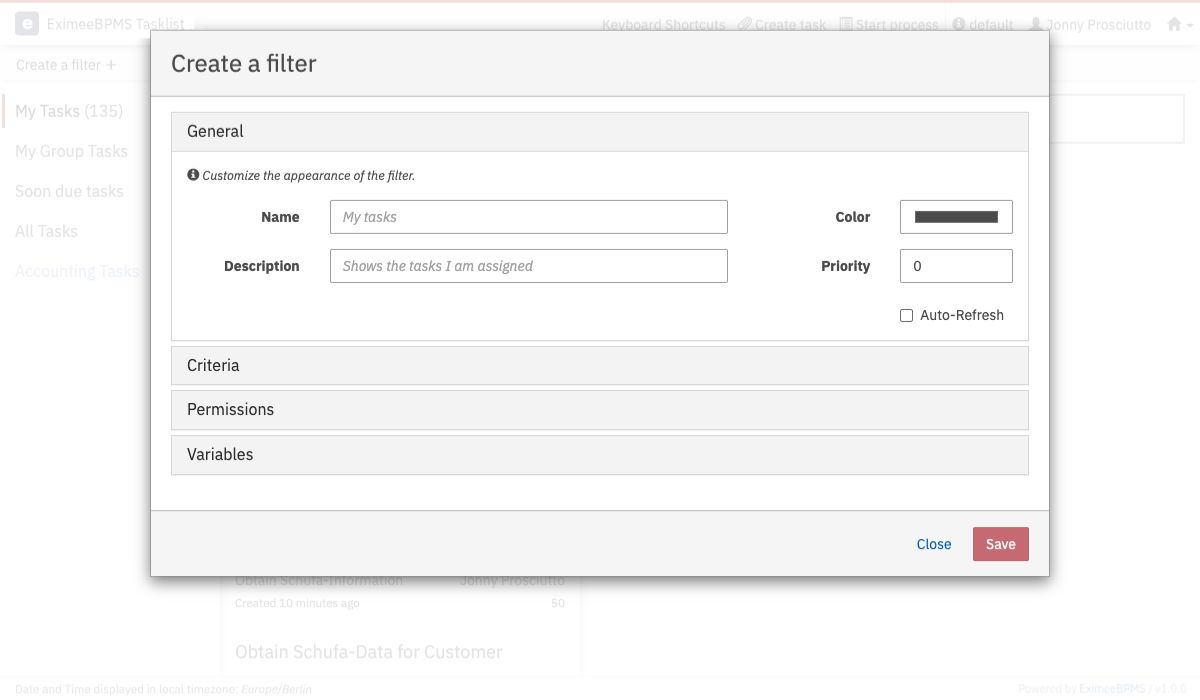 e EximeeBPMS Tasklist Keyboard Shortcuts Create task Start process default Jonny Prosciutto
Create a filter +
My Tasks (135)
My Group Tasks
Soon due tasks
All Tasks
Accounting Tasks
Create a filter
General
Customize the appearance of the filter.
Name My tasks Color
Description Shows the tasks I am assigned Priority 0
Auto-Refresh
Criteria
Permissions
Variables
Close Save
Obtain Schufa-Information Jonny Prosciutto
Created 10 minutes ago 50
Obtain Schufa-Data for Customer
Date and Time displayed in local timezone: Europe/Berlin Powered by EximeeBPMS / v1.0.0